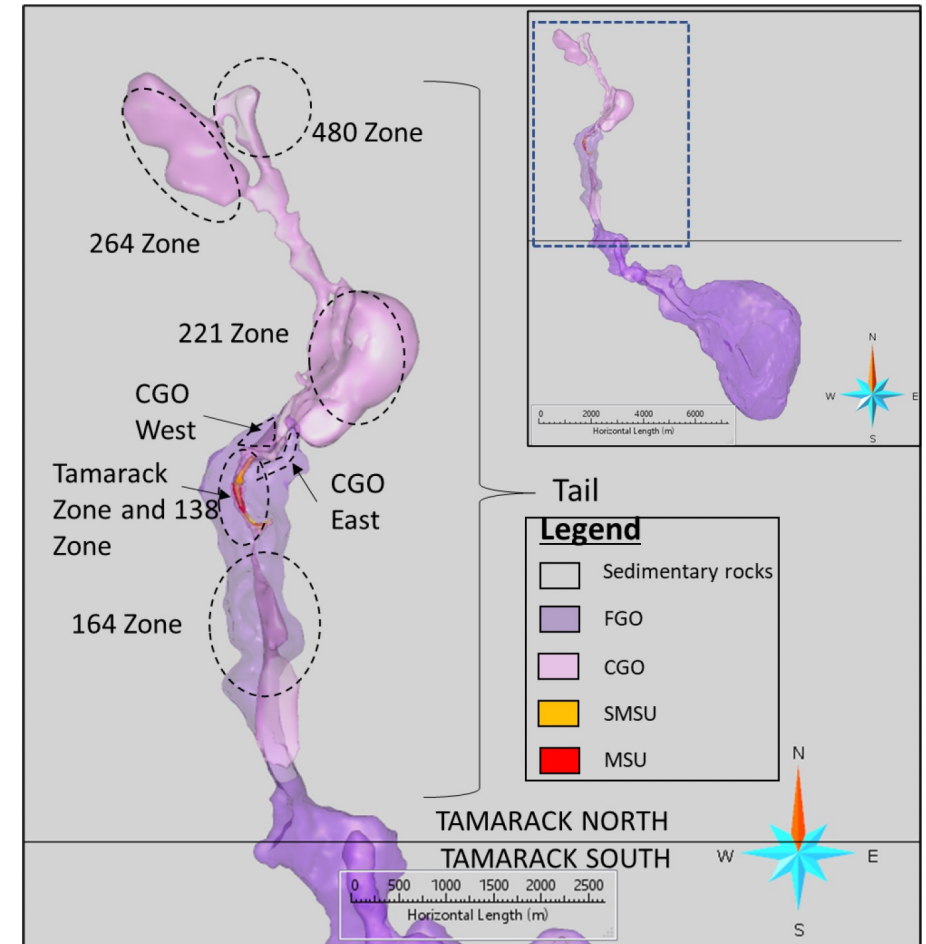 480 Zone
264 Zone
221 Zone
CGO
West
Tamarack
Zone and 138
Zone
CGO
East
164 Zone
Tail
Legend
Sedimentary rocks
FGO
CGO
SMSU
MSU
TAMARACK NORTH
TAMARACK SOUTH
0 500 1000 1500 2000 2500
Horizontal Length (m)
N
W E
S
0 2000 4000 6000
Horizontal Length (m)
N
W E
S